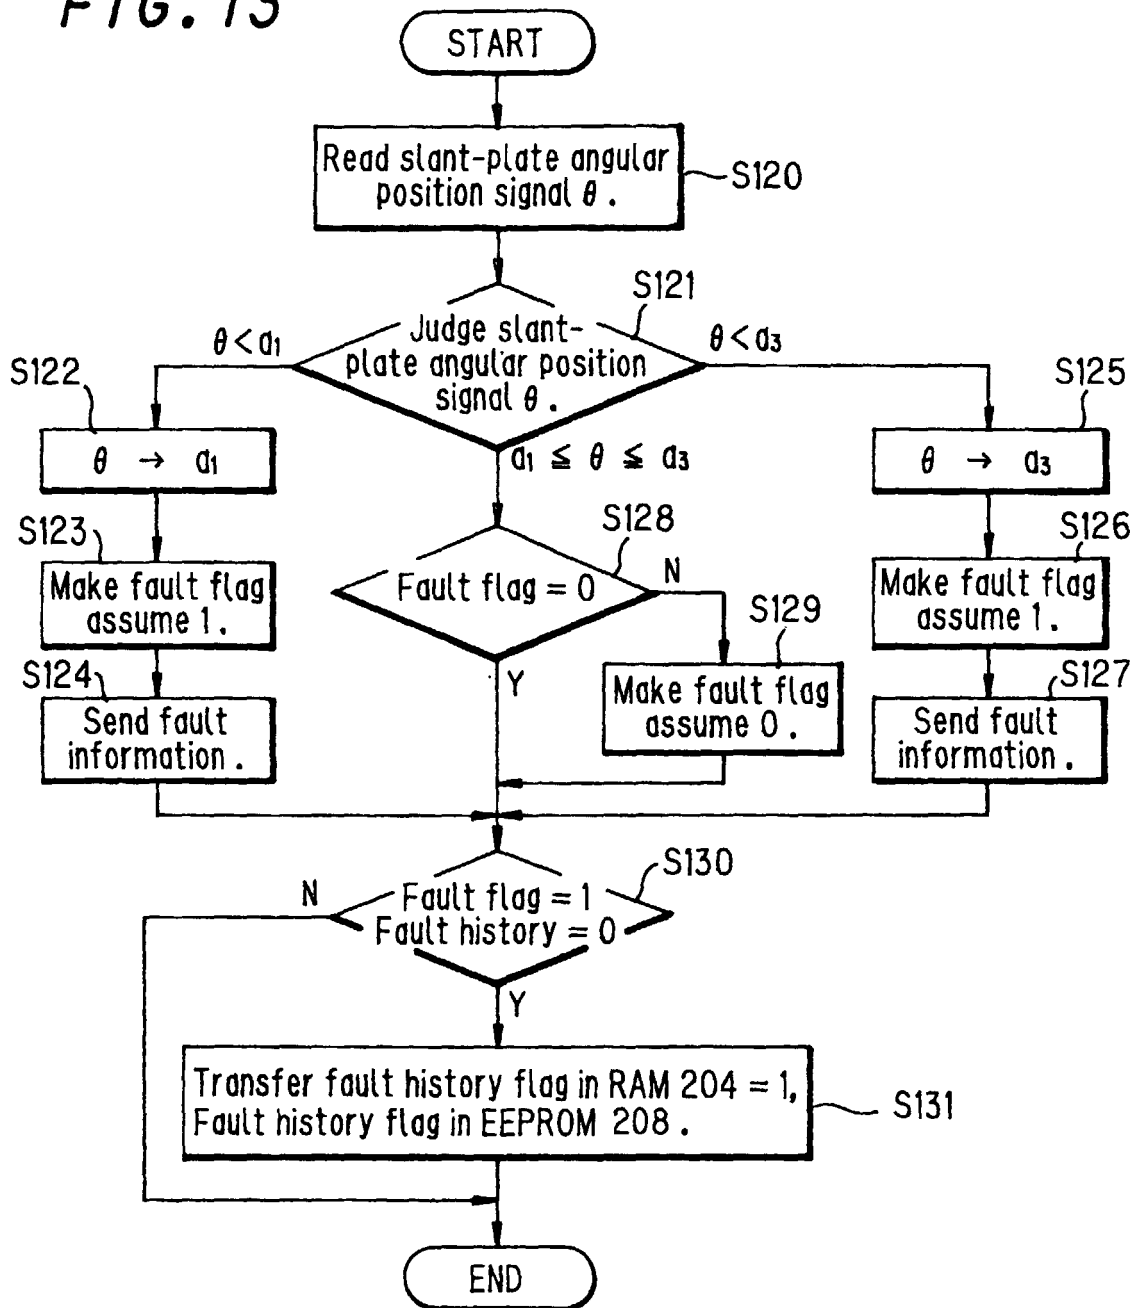 FIG. 13
START
Read slant-plate angular
position signal θ.
S120
S121
Judge slant-
plate angular position
signal θ.
θ < a1
θ < a3
a1 ≦ θ ≦ a3
S122
θ → a1
S123
Make fault flag
assume 1.
S124
Send fault
information.
S125
θ → a3
S126
Make fault flag
assume 1.
S127
Send fault
information.
S128
Fault flag = 0
N
Y
S129
Make fault flag
assume 0.
S130
Fault flag = 1
Fault history = 0
N
Y
Transfer fault history flag in RAM 204 = 1,
Fault history flag in EEPROM 208.
S131
END